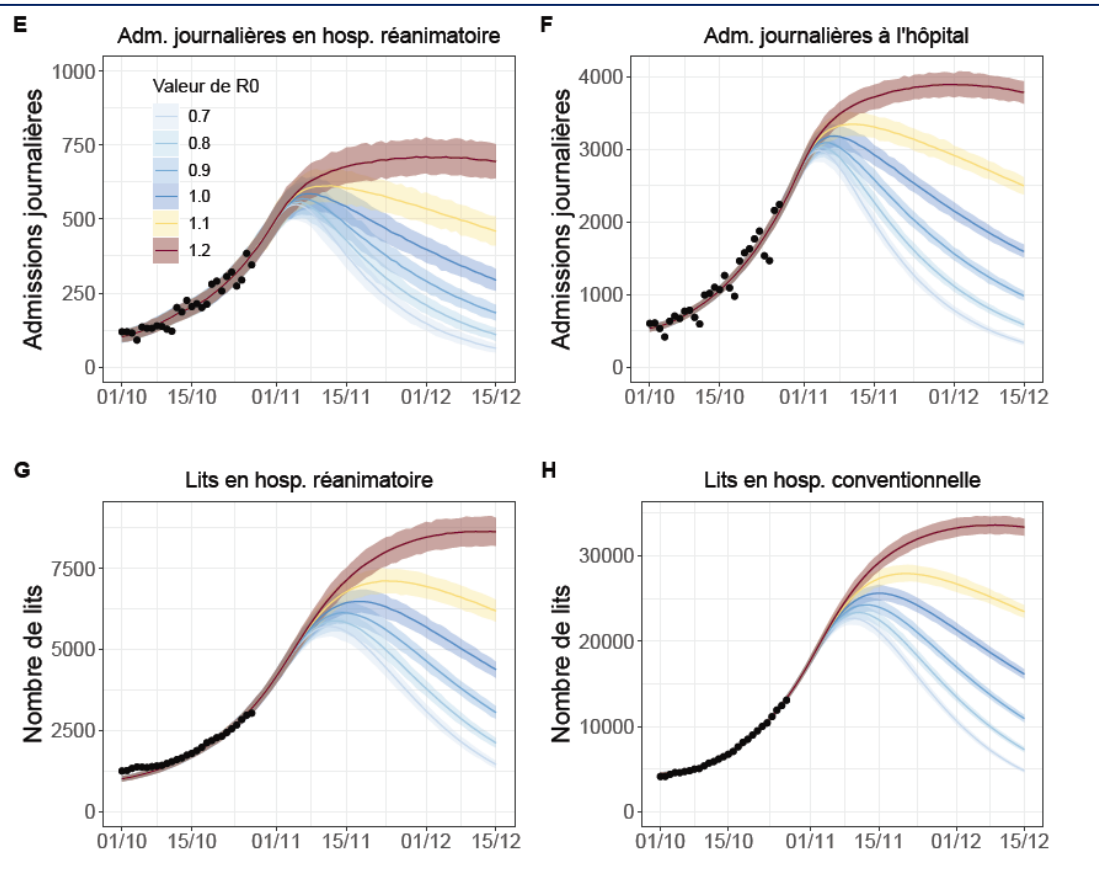 E
Adm. journalières en hosp. réanimatoire
Admissions journalières
1000
750
500
250
0
Valeur de R0
0.7
0.8
0.9
1.0
1.1
1.2
01/10 15/10 01/11 15/11 01/12 15/12
F
Adm. journalières à l'hôpital
Admissions journalières
4000
3000
2000
1000
0
01/10 15/10 01/11 15/11 01/12 15/12
G
Lits en hosp. réanimatoire
Nombre de lits
7500
5000
2500
0
01/10 15/10 01/11 15/11 01/12 15/12
H
Lits en hosp. conventionnelle
Nombre de lits
30000
20000
10000
0
01/10 15/10 01/11 15/11 01/12 15/12